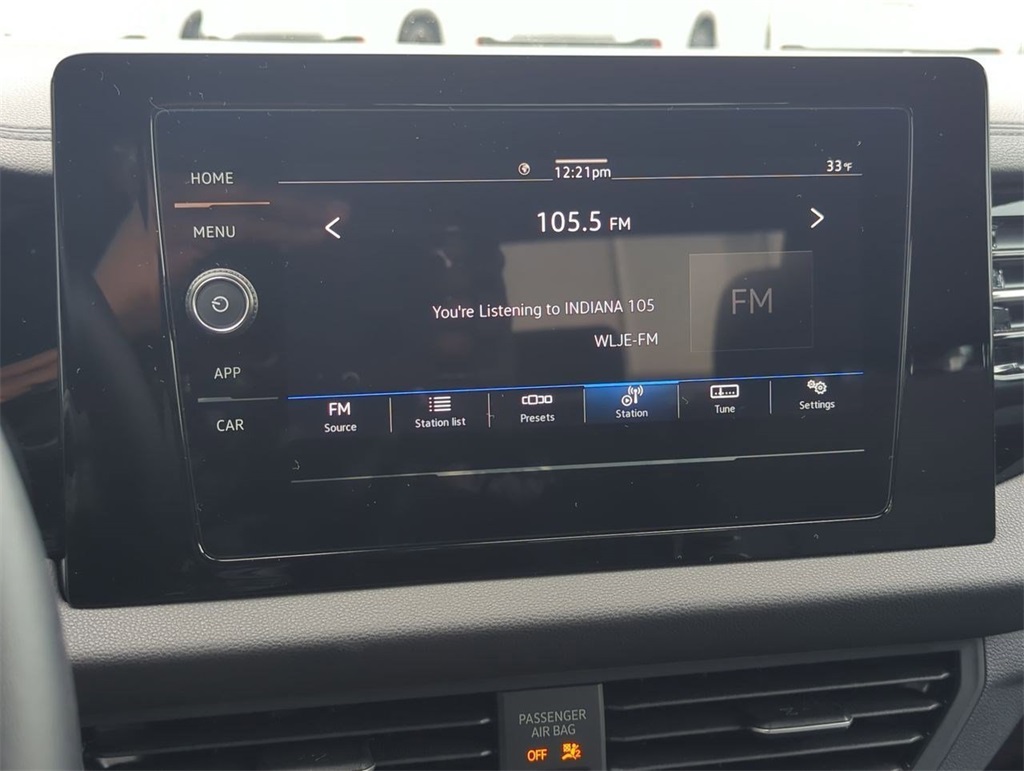 HOME
12:21pm
33°F
MENU
105.5 FM
You're Listening to INDIANA 105
FM
WLJE-FM
APP
CAR
FM
Source
Station list
Presets
Station
Tune
Settings
PASSENGER
AIR BAG
OFF